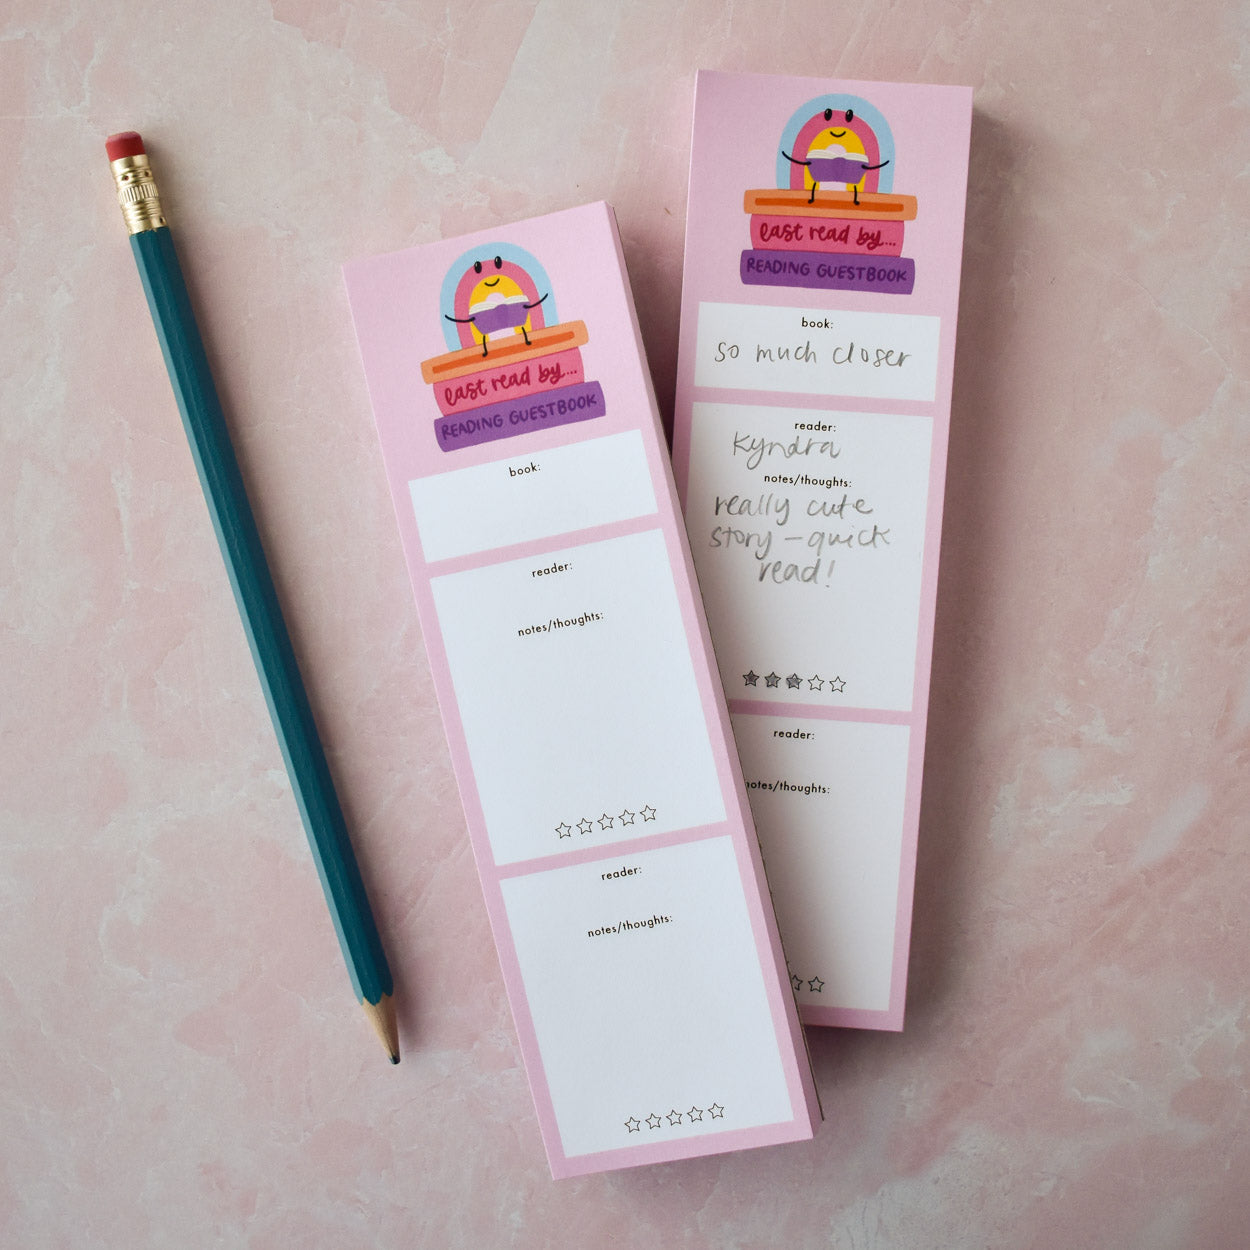 last read by...
READING GUESTBOOK
book:
reader:
notes/thoughts:
reader:
notes/thoughts:
last read by...
READING GUESTBOOK
book:
so much closer
reader:
Kyndra
notes/thoughts:
really cute
story - quick
read!
reader:
notes/thoughts: